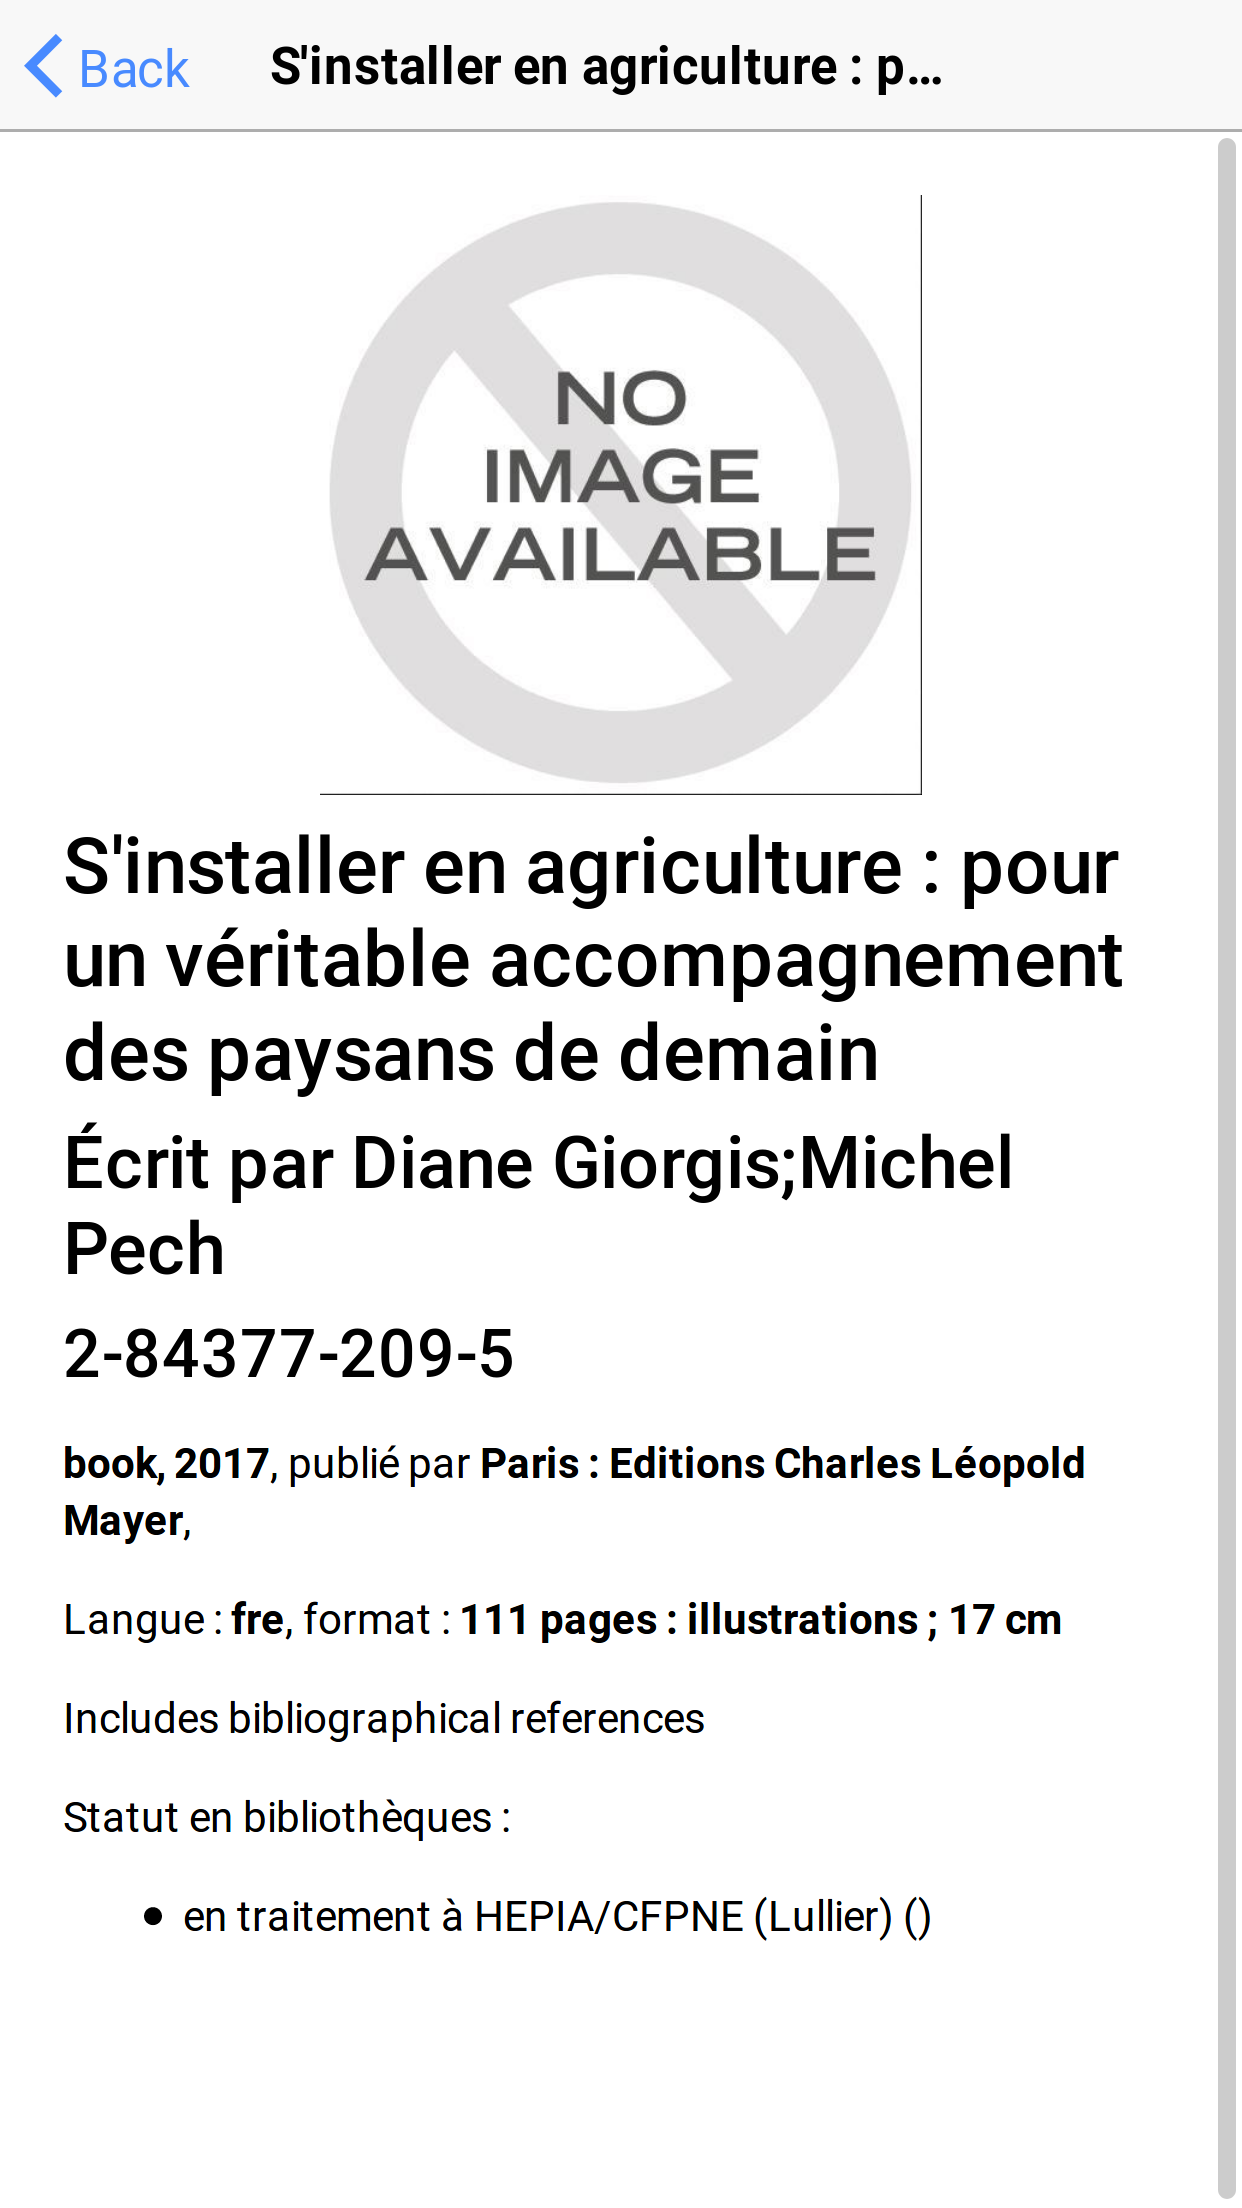 Back
S'installer en agriculture : p...
NO
IMAGE
AVAILABLE
S'installer en agriculture : pour
un véritable accompagnement
des paysans de demain
Écrit par Diane Giorgis;Michel
Pech
2-84377-209-5
book, 2017, publié par Paris : Editions Charles Léopold
Mayer,
Langue : fre, format : 111 pages : illustrations ; 17 cm
Includes bibliographical references
Statut en bibliothèques :
• en traitement à HEPIA/CFPNE (Lullier) ()